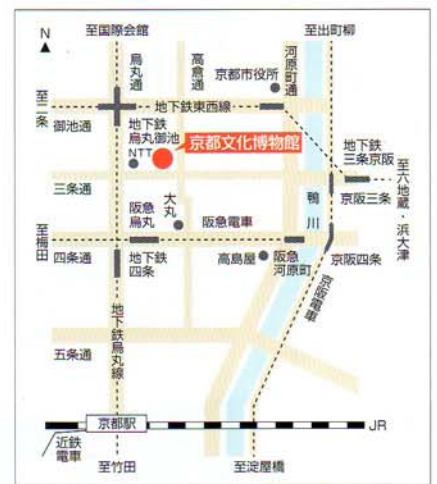 至国際会館
至出町柳
N
烏丸通
高倉通
河原町通
京都市役所
至二条
地下鉄東西線
御池通
地下鉄
烏丸御池
京都文化博物館
NTT
地下鉄
三条京阪
三条通
大丸
鴨川
京阪三条
至六地蔵・浜大津
阪急
烏丸
阪急電車
至梅田
四条通
地下鉄
四条
高島屋
阪急
河原町
京阪四条
京阪電車
地下鉄烏丸線
五条通
京都駅
JR
近鉄
電車
至竹田
至淀屋橋